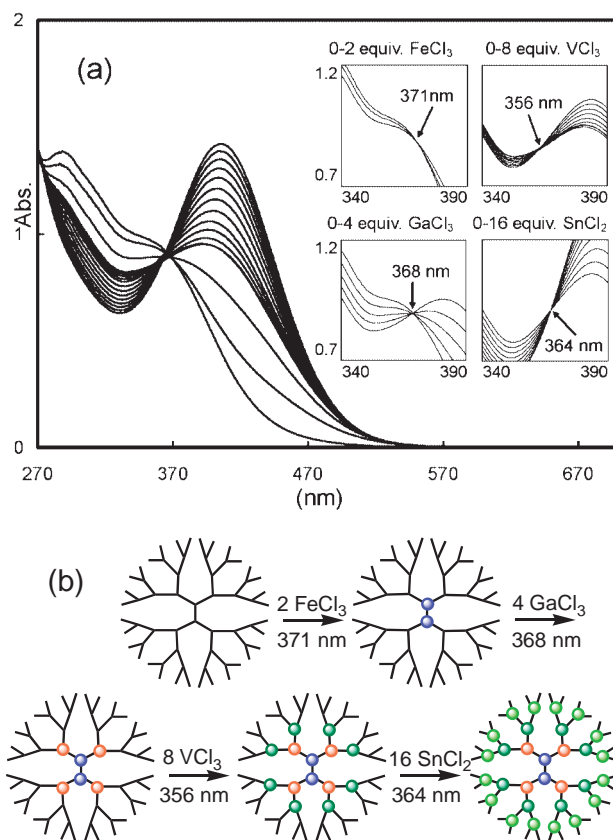 (a)
Abs.
2
1
0
270 370 470 570 670
(nm)
0-2 equiv. FeCl₃
1.2
0.7
371nm
340 390
0-8 equiv. VCl₃
356 nm
340 390
0-4 equiv. GaCl₃
1.2
0.7
368 nm
340 390
0-16 equiv. SnCl₂
364 nm
340 390
(b)
2 FeCl₃
371 nm
4 GaCl₃
368 nm
8 VCl₃
356 nm
16 SnCl₂
364 nm